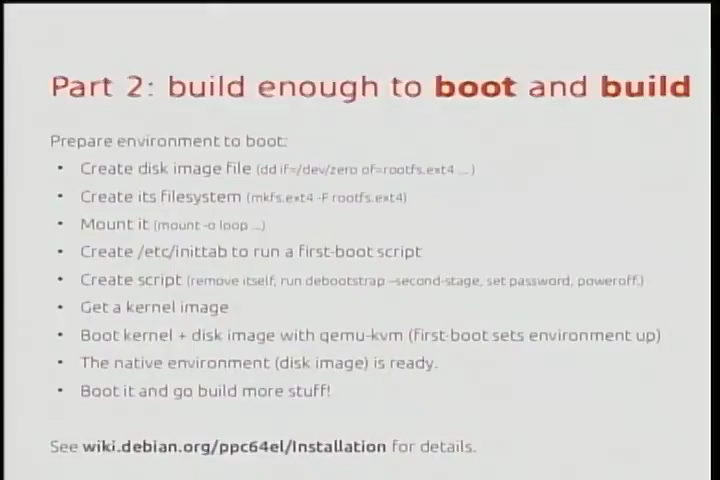 Part 2: build enough to boot and build
Prepare environment to boot:
• Create disk image file (dd if=/dev/zero of=rootfs.ext4 ... )
• Create its filesystem (mkfs.ext4 -F rootfs.ext4)
• Mount it (mount -o loop ...)
• Create /etc/inittab to run a first-boot script
• Create script (remove itself, run debootstrap –second-stage, set password, poweroff.)
• Get a kernel image
• Boot kernel + disk image with qemu-kvm (first-boot sets environment up)
• The native environment (disk image) is ready.
• Boot it and go build more stuff!
See wiki.debian.org/ppc64el/Installation for details.